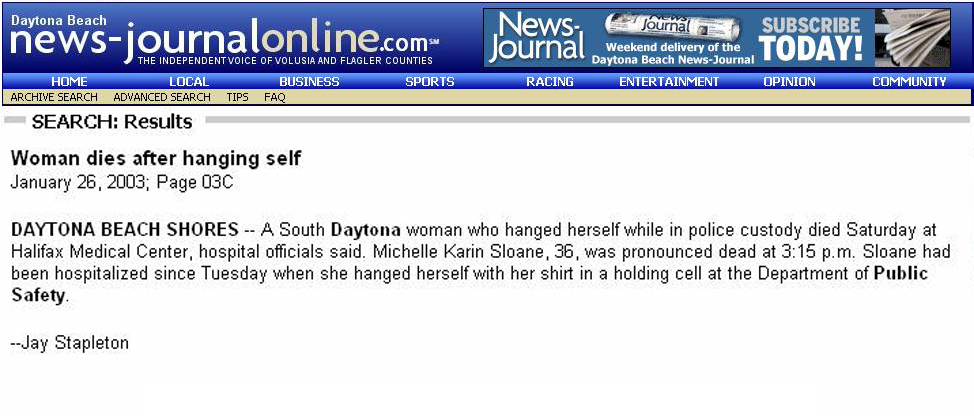 Daytona Beach
news-journalonline.com℠
THE INDEPENDENT VOICE OF VOLUSIA AND FLAGLER COUNTIES
News-Journal
News-Journal
Weekend delivery of the
Daytona Beach News-Journal
SUBSCRIBE
TODAY!
HOME LOCAL BUSINESS SPORTS RACING ENTERTAINMENT OPINION COMMUNITY
ARCHIVE SEARCH ADVANCED SEARCH TIPS FAQ
SEARCH: Results
Woman dies after hanging self
January 26, 2003; Page 03C
DAYTONA BEACH SHORES -- A South Daytona woman who hanged herself while in police custody died Saturday at
Halifax Medical Center, hospital officials said. Michelle Karin Sloane, 36, was pronounced dead at 3:15 p.m. Sloane had
been hospitalized since Tuesday when she hanged herself with her shirt in a holding cell at the Department of Public
Safety.
--Jay Stapleton